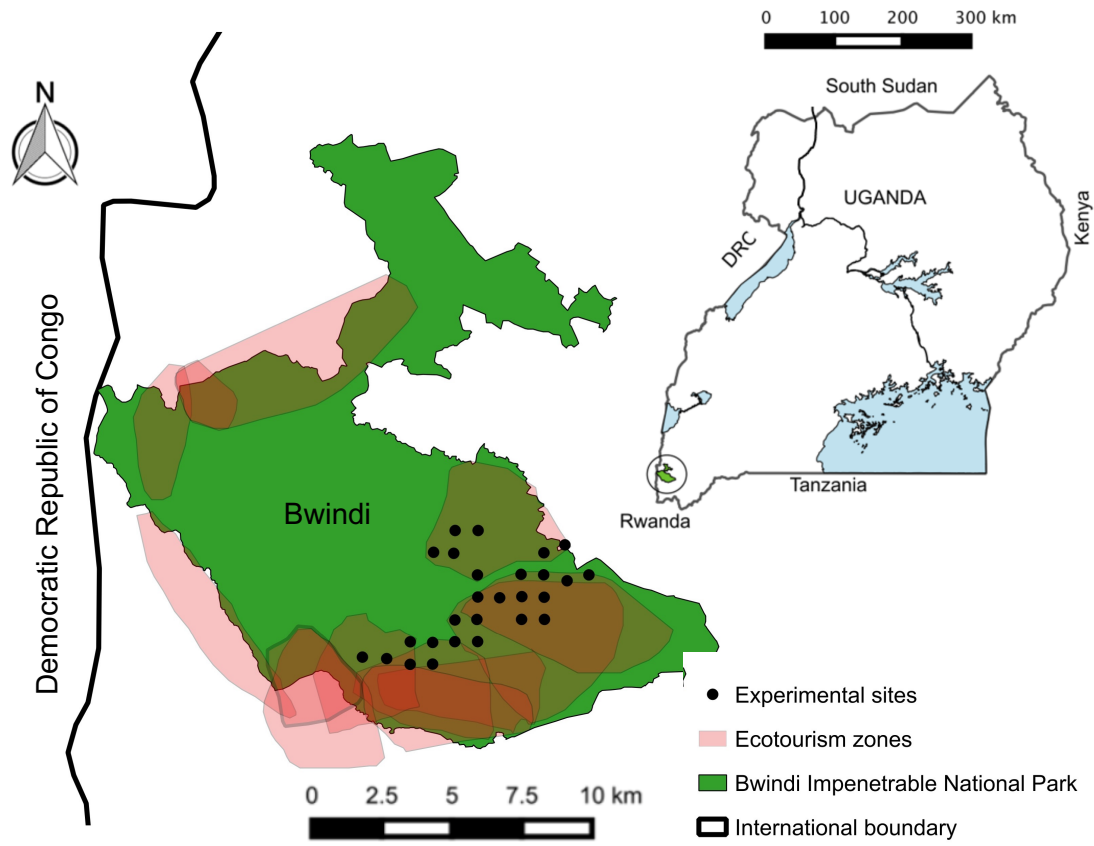 0 100 200 300 km
N
South Sudan
UGANDA
Kenya
DRC
Democratic Republic of Congo
Bwindi
Tanzania
Rwanda
Experimental sites
Ecotourism zones
Bwindi Impenetrable National Park
International boundary
0 2.5 5 7.5 10 km